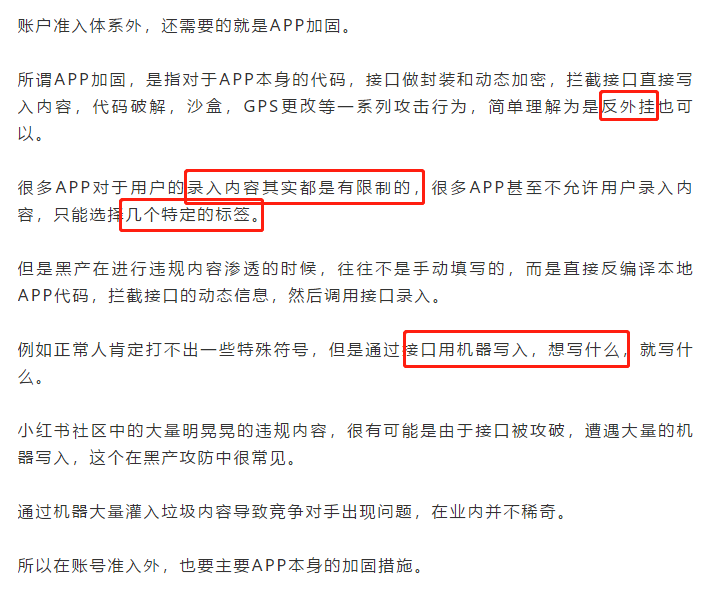 账户准入体系外，还需要的就是APP加固。
所谓APP加固，是指对于APP本身的代码，接口做封装和动态加密，拦截接口直接写
入内容，代码破解，沙盒，GPS更改等一系列攻击行为，简单理解为是反外挂也可
以。
很多APP对于用户的录入内容其实都是有限制的，很多APP甚至不允许用户录入内
容，只能选择几个特定的标签。
但是黑产在进行违规内容渗透的时候，往往不是手动填写的，而是直接反编译本地
APP代码，拦截接口的动态信息，然后调用接口录入。
例如正常人肯定打不出一些特殊符号，但是通过接口用机器写入，想写什么，就写什
么。
小红书社区中的大量明晃晃的违规内容，很有可能是由于接口被攻破，遭遇大量的机
器写入，这个在黑产攻防中很常见。
通过机器大量灌入垃圾内容导致竞争对手出现问题，在业内并不稀奇。
所以在账号准入外，也要主要APP本身的加固措施。